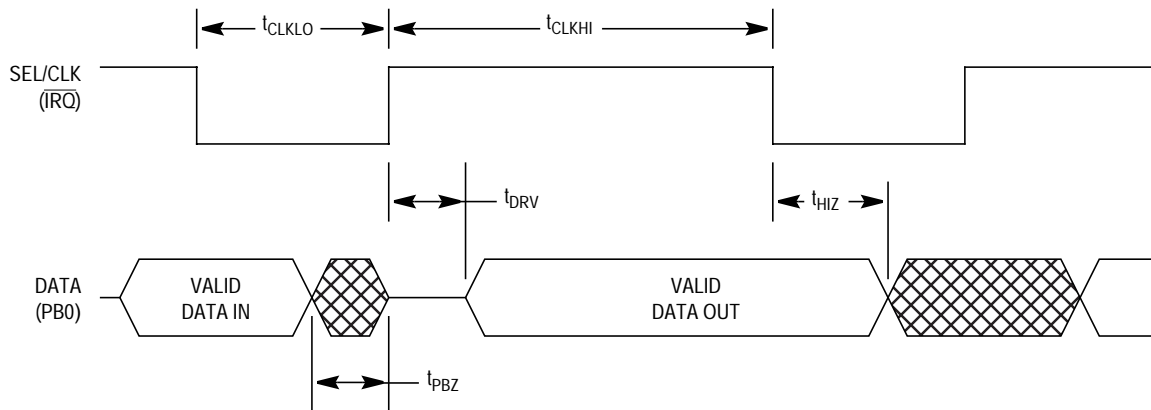 tCLKLO
tCLKHI
SEL/CLK
(IRQ)
tDRV
tHIZ
DATA
(PB0)
VALID
DATA IN
VALID
DATA OUT
tPBZ